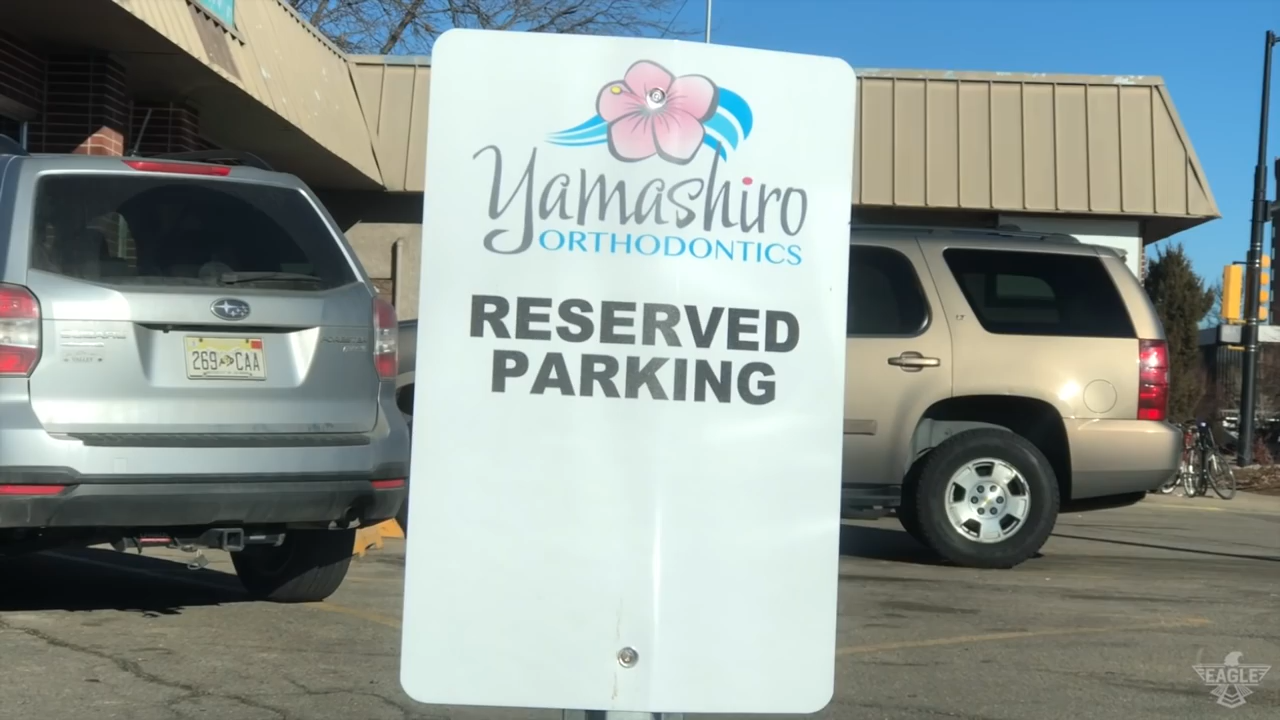 Yamashiro
ORTHODONTICS
RESERVED
PARKING
269 CAA
EAGLE